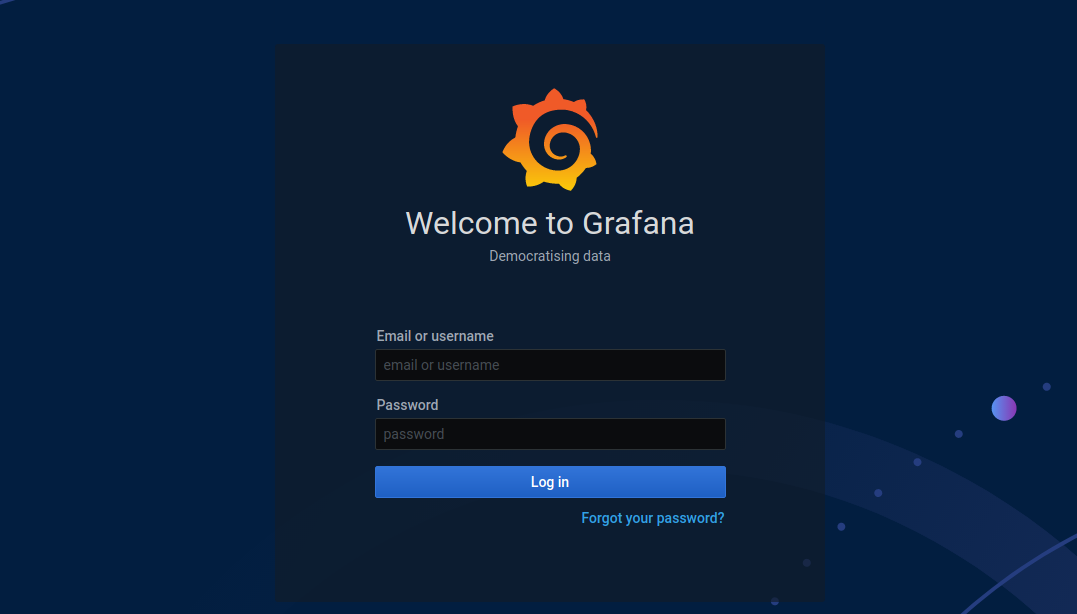 Welcome to Grafana
Democratising data
Email or username
email or username
Password
password
Log in
Forgot your password?